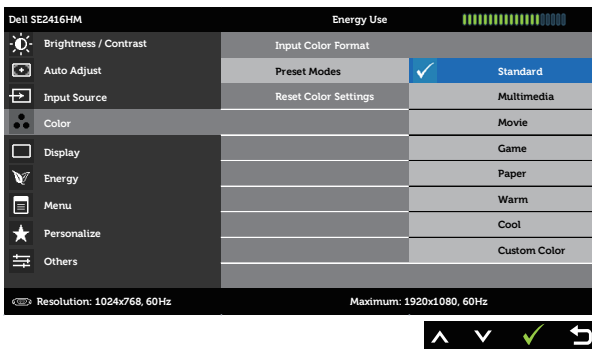 Dell SE2416HM Energy Use
Brightness / Contrast Input Color Format
Auto Adjust Preset Modes Standard
Input Source Reset Color Settings Multimedia
Color Movie
Display Game
Energy Paper
Menu Warm
Personalize Cool
Others Custom Color
Resolution: 1024x768, 60Hz Maximum: 1920x1080, 60Hz